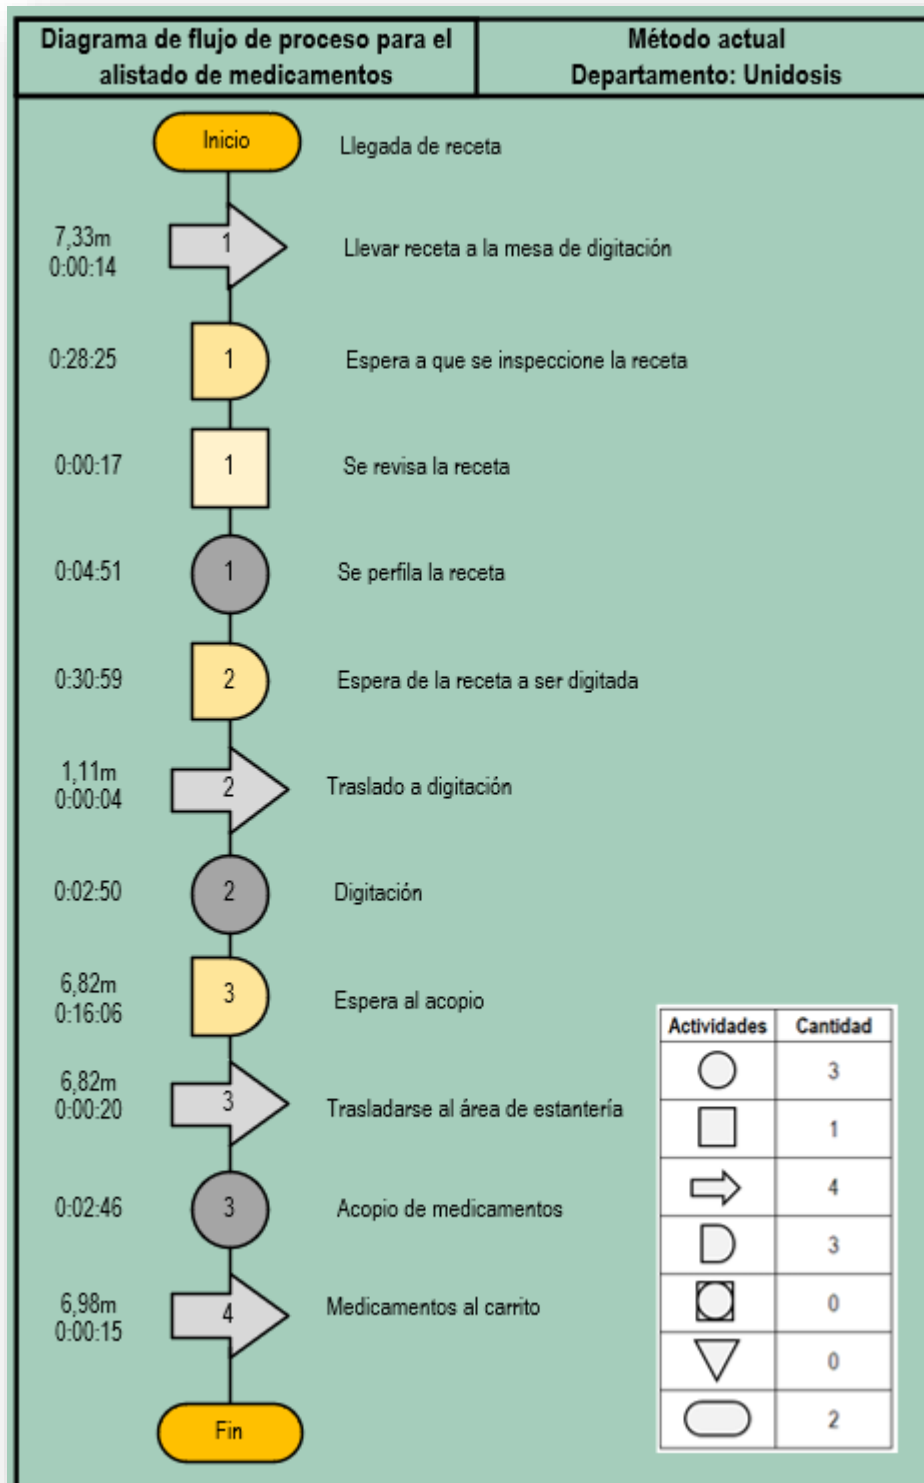 Diagrama de flujo de proceso para el
alistado de medicamentos
Método actual
Departamento: Unidosis
Inicio
Llegada de receta
7,33m
0:00:14
1
Llevar receta a la mesa de digitación
0:28:25
1
Espera a que se inspeccione la receta
0:00:17
1
Se revisa la receta
0:04:51
1
Se perfila la receta
0:30:59
2
Espera de la receta a ser digitada
1,11m
0:00:04
2
Traslado a digitación
0:02:50
2
Digitación
6,82m
0:16:06
3
Espera al acopio
6,82m
0:00:20
3
Trasladarse al área de estantería
0:02:46
3
Acopio de medicamentos
6,98m
0:00:15
4
Medicamentos al carrito
Fin
Actividades Cantidad
3
1
4
3
0
0
2